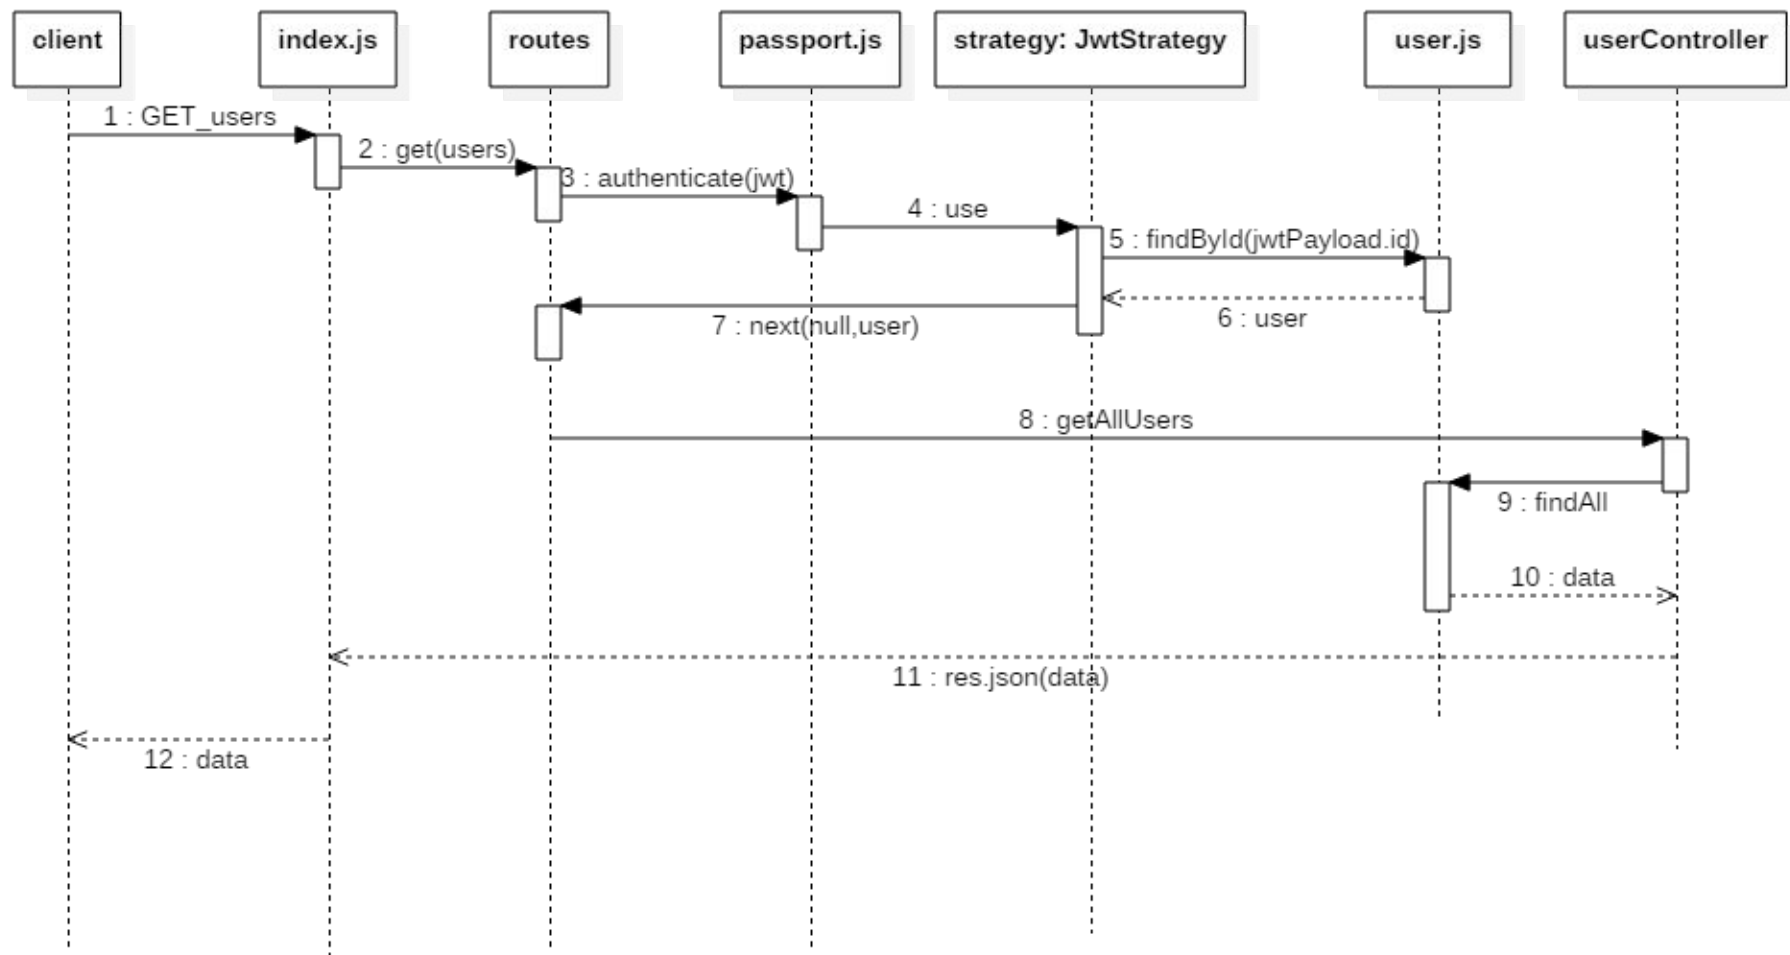 client
index.js
routes
passport.js
strategy: JwtStrategy
user.js
userController
1 : GET_users
2 : get(users)
3 : authenticate(jwt)
4 : use
5 : findById(jwtPayload.id)
6 : user
7 : next(null,user)
8 : getAllUsers
9 : findAll
10 : data
11 : res.json(data)
12 : data